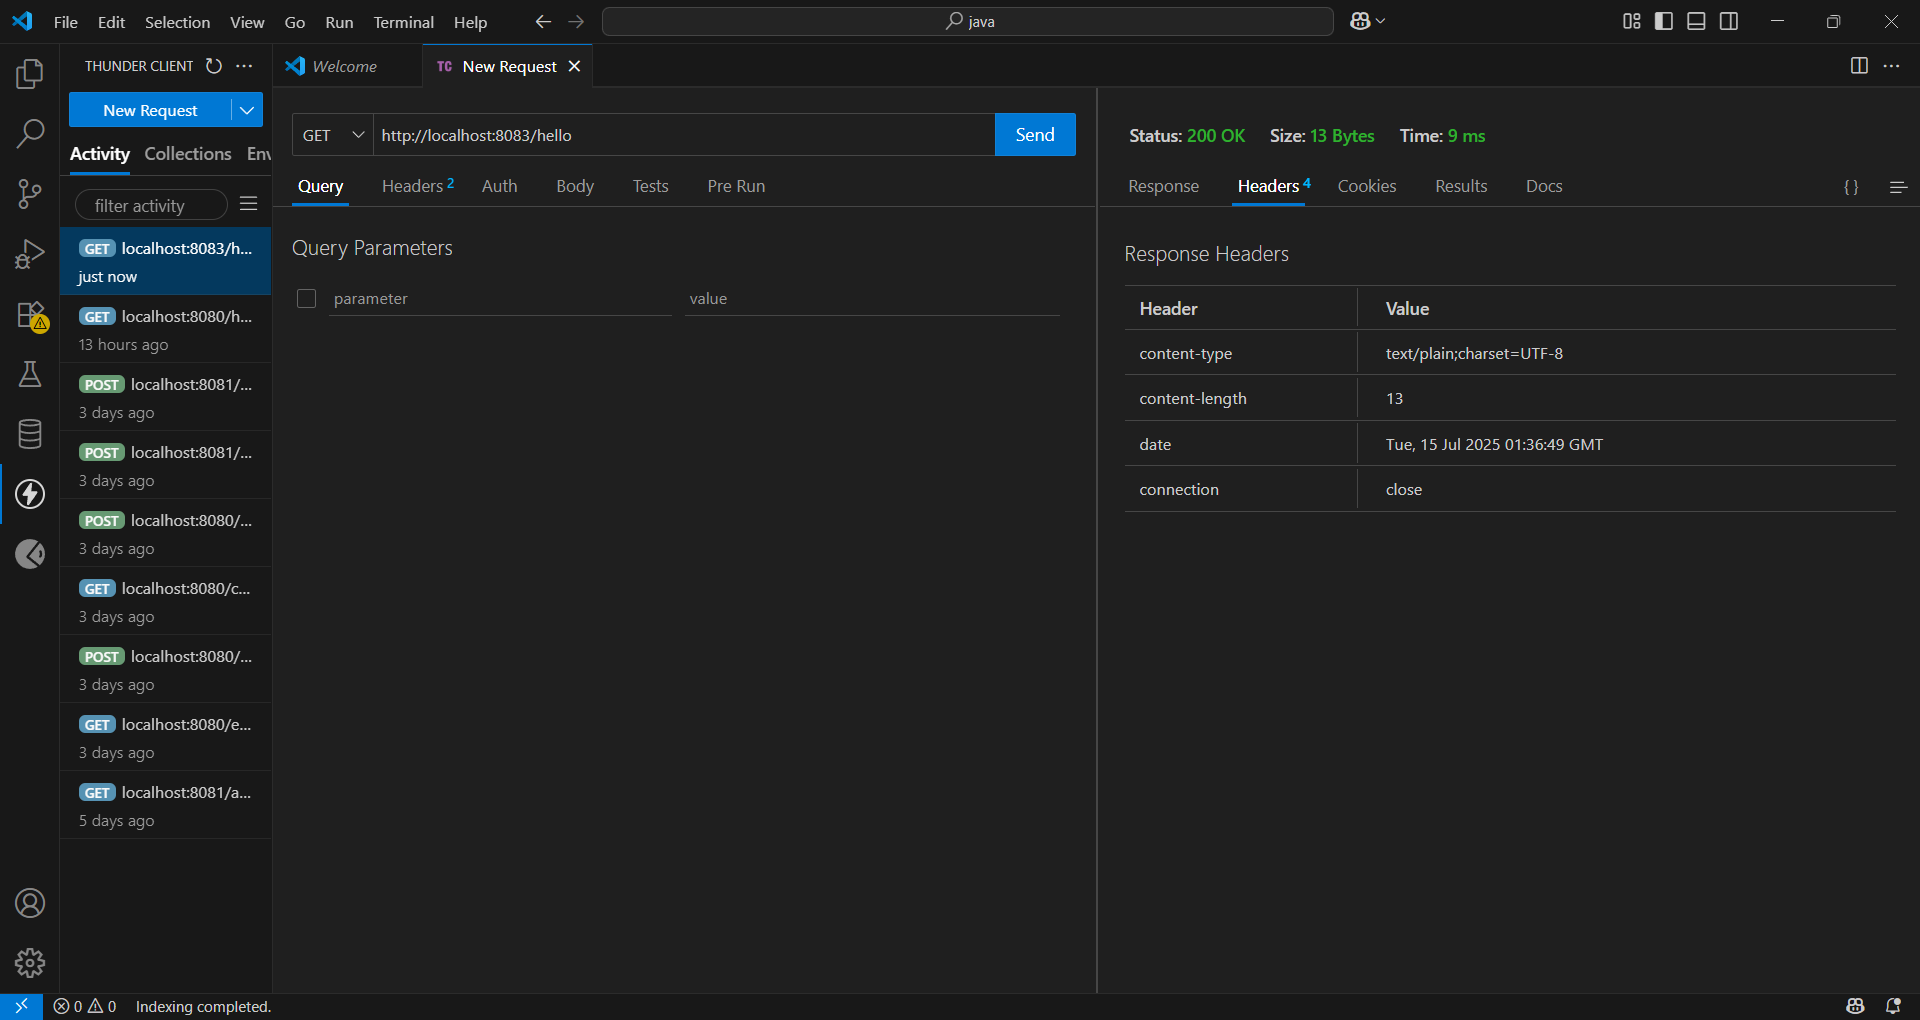 File Edit Selection View Go Run Terminal Help
java
THUNDER CLIENT
New Request
Activity Collections Env
filter activity
GET localhost:8083/h...
just now
GET localhost:8080/h...
13 hours ago
POST localhost:8081/...
3 days ago
POST localhost:8081/...
3 days ago
POST localhost:8080/...
3 days ago
GET localhost:8080/c...
3 days ago
POST localhost:8080/...
3 days ago
GET localhost:8080/e...
3 days ago
GET localhost:8081/a...
5 days ago
Welcome
TC New Request
GET http://localhost:8083/hello Send
Query Headers 2 Auth Body Tests Pre Run
Query Parameters
parameter value
Status: 200 OK Size: 13 Bytes Time: 9 ms
Response Headers 4 Cookies Results Docs { }
Response Headers
Header Value
content-type text/plain;charset=UTF-8
content-length 13
date Tue, 15 Jul 2025 01:36:49 GMT
connection close
0 0 Indexing completed.